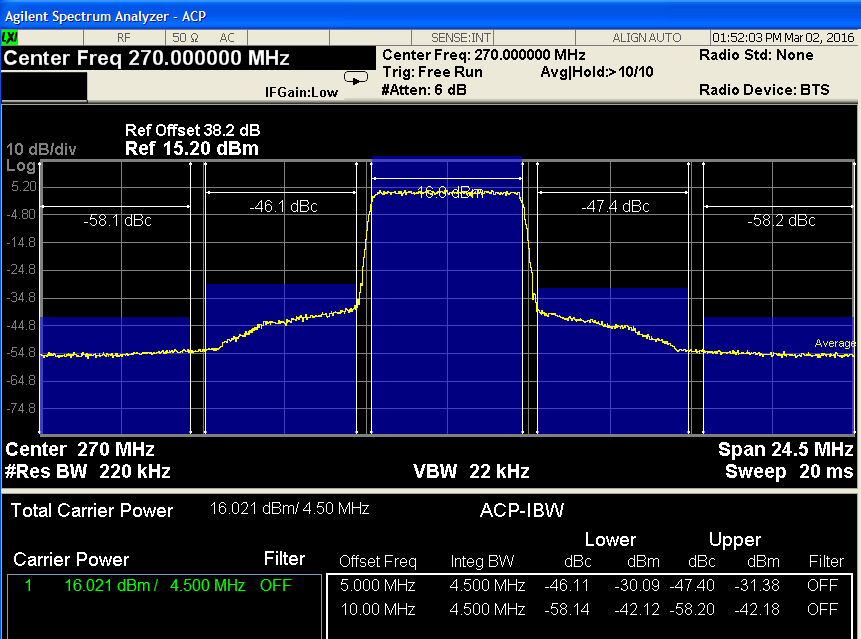 Agilent Spectrum Analyzer - ACP
LXI RF 50 Ω AC SENSE:INT ALIGN AUTO 01:52:03 PM Mar 02, 2016
Center Freq 270.000000 MHz
Center Freq: 270.000000 MHz Radio Std: None
Trig: Free Run Avg|Hold:>10/10
IFGain:Low #Atten: 6 dB Radio Device: BTS
Ref Offset 38.2 dB
10 dB/div Ref 15.20 dBm
Log
5.20
-4.80
-14.8
-24.8
-34.8
-44.8
-54.8
-64.8
-74.8
-58.1 dBc -46.1 dBc dBm -47.4 dBc -58.2 dBc
Average
Center 270 MHz Span 24.5 MHz
#Res BW 220 kHz VBW 22 kHz Sweep 20 ms
Total Carrier Power 16.021 dBm/ 4.50 MHz ACP-IBW
Lower Upper
Carrier Power Filter Offset Freq Integ BW dBc dBm dBc dBm Filter
1 16.021 dBm / 4.500 MHz OFF 5.000 MHz 4.500 MHz -46.11 -30.09 -47.40 -31.38 OFF
10.00 MHz 4.500 MHz -58.14 -42.12 -58.20 -42.18 OFF